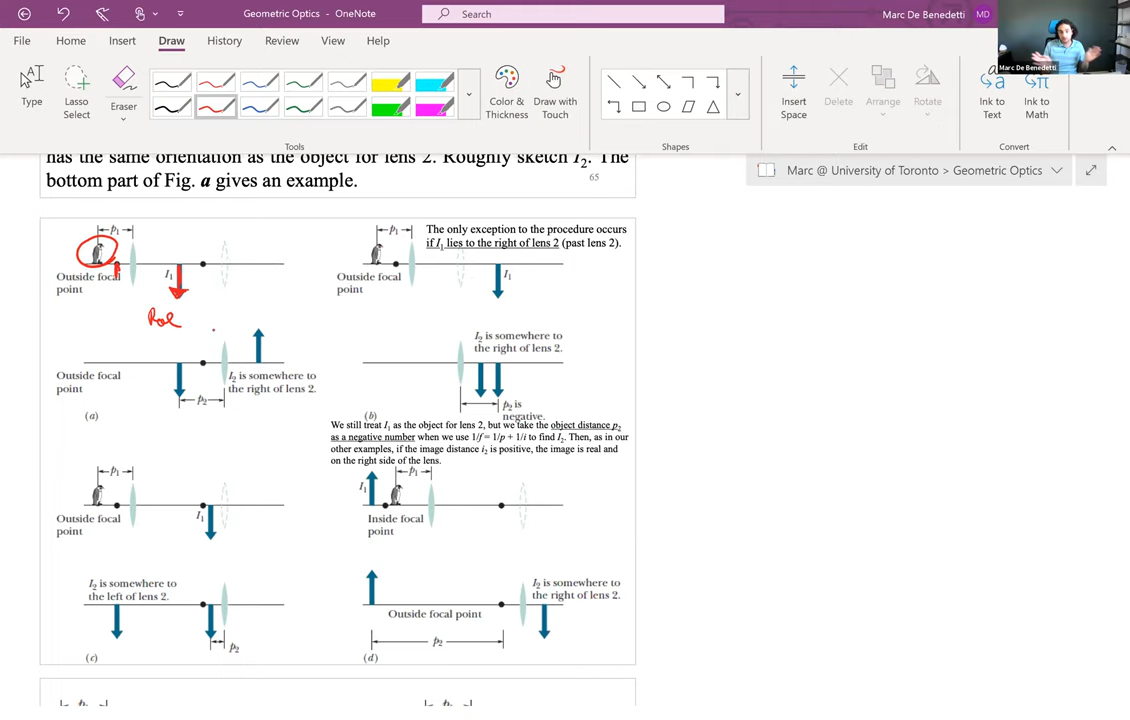 Geometric Optics - OneNote
Search
Marc De Benedetti
MD
File
Home
Insert
Draw
History
Review
View
Help
Marc De Benedetti
Type
Lasso
Select
Eraser
Color &
Thickness
Draw with
Touch
Insert
Space
Delete
Arrange
Rotate
Ink to
Text
Ink to
Math
Tools
Shapes
Edit
Convert
has the same orientation as the object for lens 2. Roughly sketch I2. The
bottom part of Fig. a gives an example.
65
Marc @ University of Toronto > Geometric Optics
p1
Outside focal
point
I1
p1
The only exception to the procedure occurs
if I1 lies to the right of lens 2 (past lens 2).
Outside focal
point
I1
Outside focal
point
I2 is somewhere to
the right of lens 2.
p2
(a)
I2 is somewhere to
the right of lens 2.
p2 is
negative.
(b)
We still treat I1 as the object for lens 2, but we take the object distance p2
as a negative number when we use 1/f = 1/p + 1/i to find I2. Then, as in our
other examples, if the image distance i2 is positive, the image is real and
on the right side of the lens.
p1
Outside focal
point
I1
p1
I1
Inside focal
point
I2 is somewhere to
the left of lens 2.
p2
(c)
I2 is somewhere to
the right of lens 2.
Outside focal point
p2
(d)